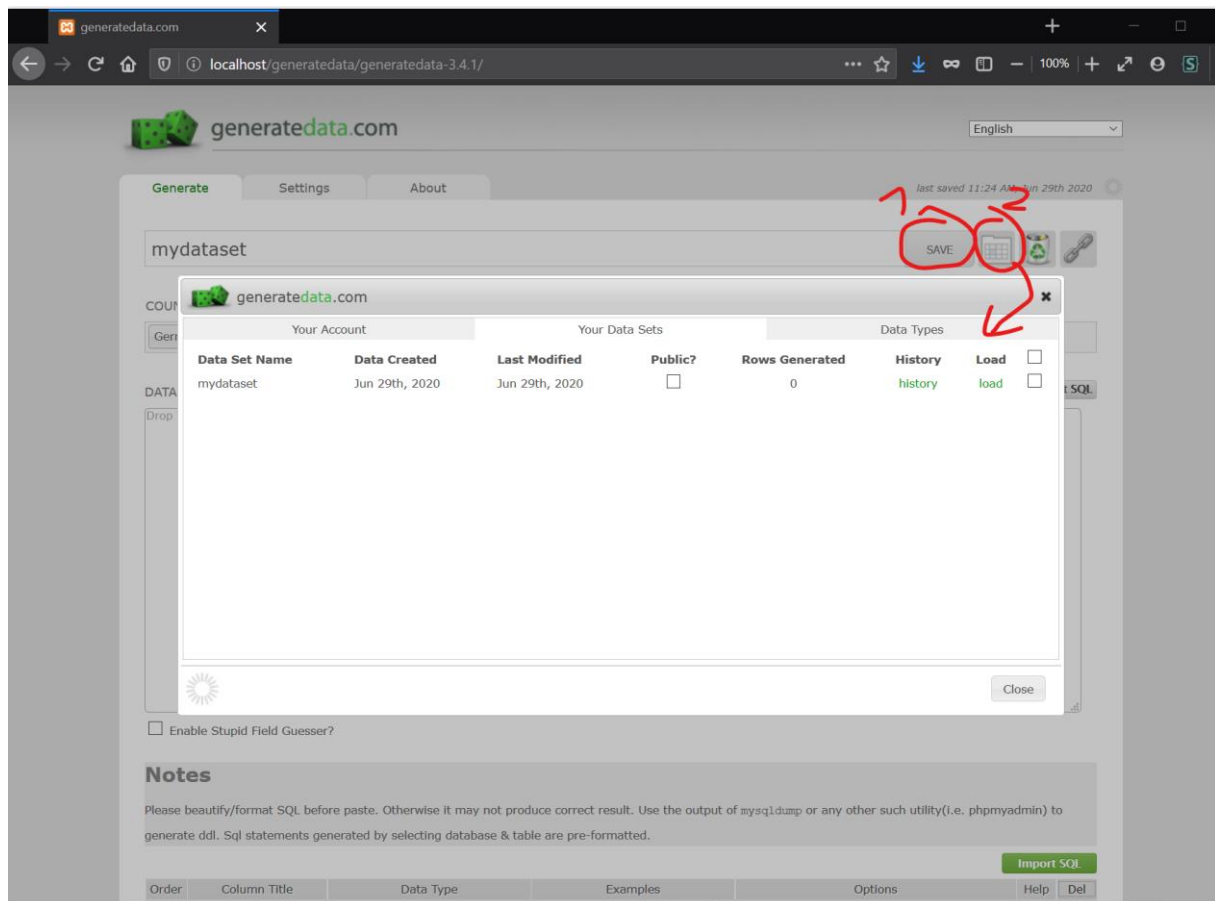 generatedata.com
localhost/generatedata/generatedata-3.4.1/
100%
generatedata.com
English
Generate Settings About
last saved 11:24 AM, Jun 29th 2020
1 2
mydataset
SAVE
generatedata.com
COUN
Your Account Your Data Sets Data Types
Gern
Data Set Name Data Created Last Modified Public? Rows Generated History Load
mydataset Jun 29th, 2020 Jun 29th, 2020 0 history load
DATA
t SQL
Drop
Close
Enable Stupid Field Guesser?
Notes
Please beautify/format SQL before paste. Otherwise it may not produce correct result. Use the output of mysqldump or any other such utility(i.e. phpmyadmin) to
generate ddl. Sql statements generated by selecting database & table are pre-formatted.
Import SQL
Order Column Title Data Type Examples Options Help Del